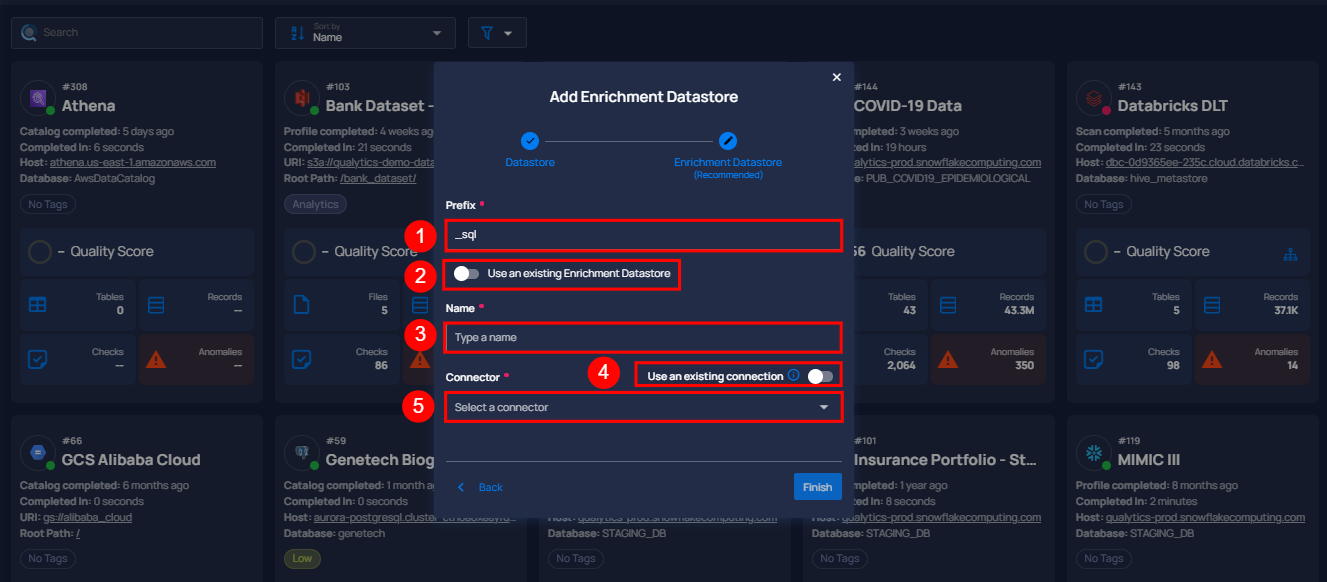 Search
Sort by
Name
Add Enrichment Datastore
Datastore
Enrichment Datastore
(Recommended)
Prefix *
1
_sql
2
Use an existing Enrichment Datastore
Name *
3
Type a name
Connector *
4
Use an existing connection
5
Select a connector
Back
Finish
#308
Athena
Catalog completed: 5 days ago
Completed In: 6 seconds
Host: athena.us-east-1.amazonaws.com
Database: AwsDataCatalog
No Tags
– Quality Score
Tables
0
Records
--
Checks
--
Anomalies
--
#103
Bank Dataset -
Profile completed: 4 weeks ag
Completed In: 21 seconds
URI: s3a://qualytics-demo-data
Root Path: /bank_dataset/
Analytics
– Quality Score
Files
5
Checks
86
#144
COVID-19 Data
mpleted: 3 weeks ago
ed In: 19 hours
alytics-prod.snowflakecomputing.com
e: PUB_COVID19_EPIDEMIOLOGICAL
56 Quality Score
Tables
43
Records
43.3M
Checks
2,064
Anomalies
350
#143
Databricks DLT
Scan completed: 5 months ago
Completed In: 23 seconds
Host: dbc-0d9365ee-235c.cloud.databricks.c...
Database: hive_metastore
No Tags
– Quality Score
Tables
5
Records
37.1K
Checks
98
Anomalies
14
#66
GCS Alibaba Cloud
Catalog completed: 6 months ago
Completed In: 0 seconds
URI: gs://alibaba_cloud
Root Path: /
No Tags
#59
Genetech Biog
Catalog completed: 1 month ag
Completed In: 0 seconds
Host: aurora-postgresql.cluster-
Database: genetech
Low
Host: qualytics-prod.snowflakecomputing.com
Database: STAGING_DB
No Tags
#101
Insurance Portfolio - St...
mpleted: 1 year ago
ed In: 8 seconds
Host: qualytics-prod.snowflakecomputing.com
Database: STAGING_DB
No Tags
#119
MIMIC III
Profile completed: 8 months ago
Completed In: 2 minutes
Host: qualytics-prod.snowflakecomputing.com
Database: STAGING_DB
No Tags